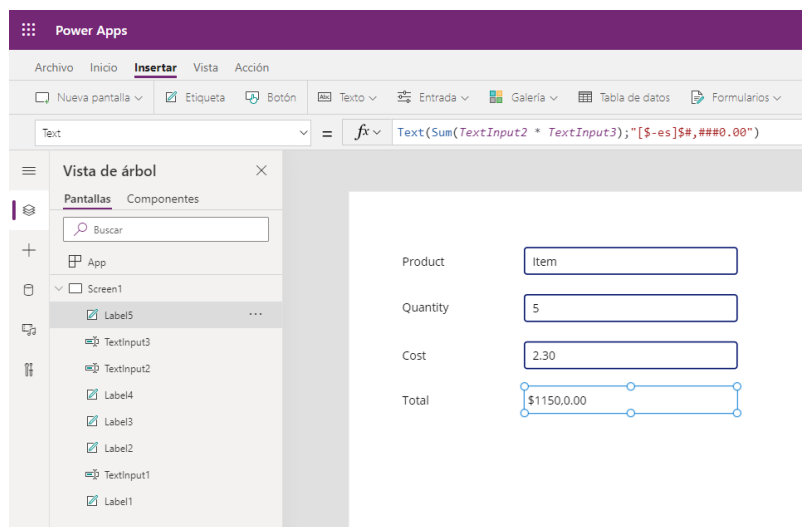 Power Apps
Archivo Inicio Insertar Vista Acción
Nueva pantalla Etiqueta Botón Abc Texto Entrada Galería Tabla de datos Formularios
Text = fx Text(Sum(TextInput2 * TextInput3);"[$-es]$#,###0.00")
Vista de árbol
Pantallas Componentes
Buscar
App
Screen1
Label5 ...
TextInput3
TextInput2
Label4
Label3
Label2
TextInput1
Label1
Product Item
Quantity 5
Cost 2.30
Total $1150,0.00